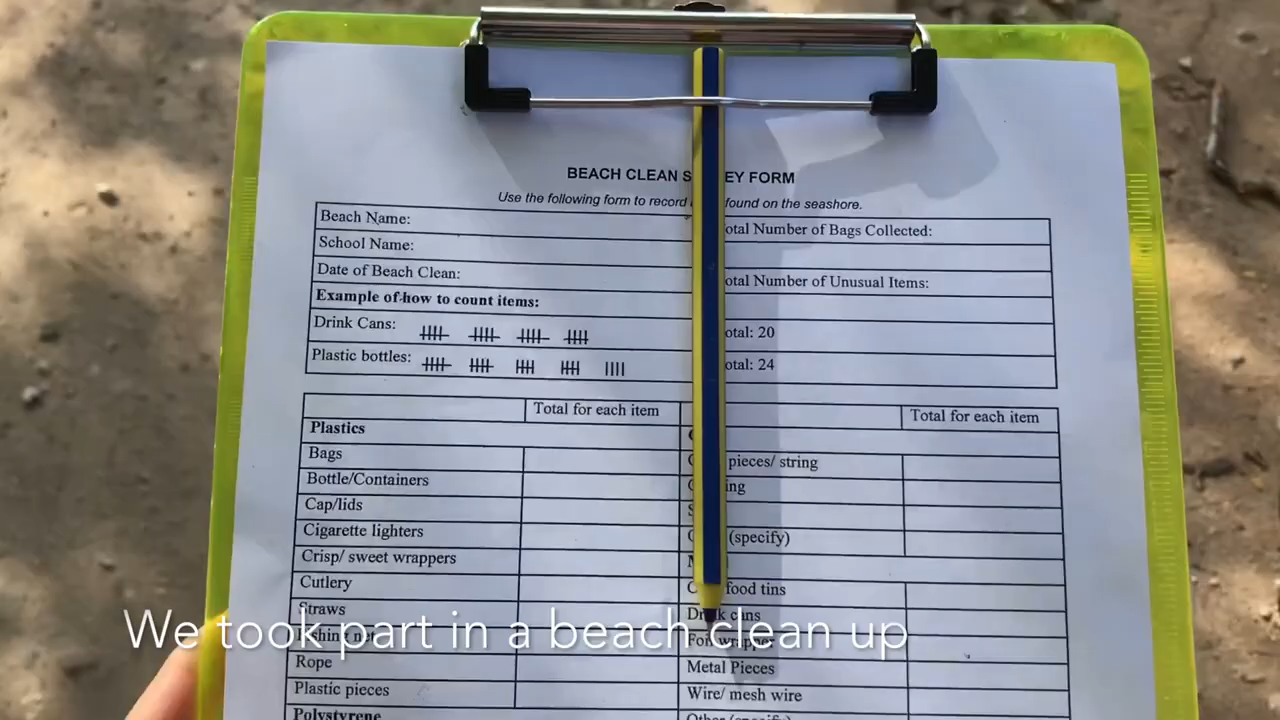 BEACH CLEAN EY FORM
Use the following form to record found on the seashore.
Beach Name:
otal Number of Bags Collected:
School Name:
Date of Beach Clean:
otal Number of Unusual Items:
Example of how to count items:
Drink Cans:
otal: 20
Plastic bottles:
otal: 24
Total for each item
Total for each item
Plastics
Bags
pieces/ string
Bottle/Containers
ing
Cap/lids
Cigarette lighters
(specify)
Crisp/ sweet wrappers
Cutlery
food tins
Straws
cans
We took part in a beach clean up
Rope
Metal Pieces
Plastic pieces
Wire/ mesh wire
Polystyrene
Other (specify)